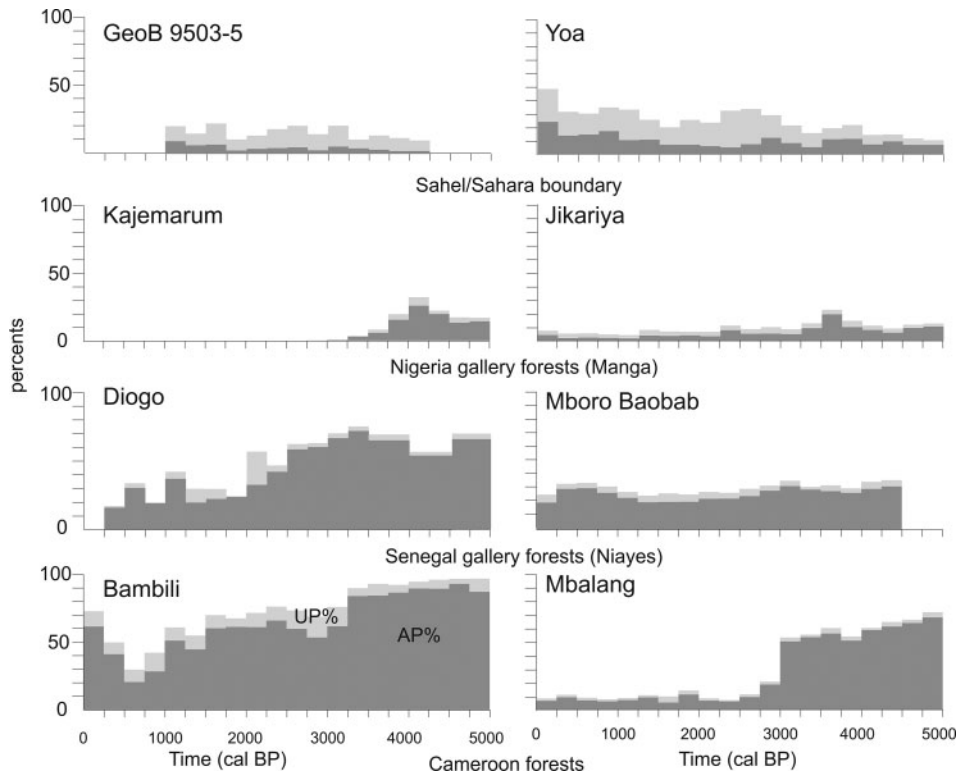 100
50
GeoB 9503-5
Yoa
Sahel/Sahara boundary
100
50
0
Kajemarum
Jikariya
percents
Nigeria gallery forests (Manga)
100
0
Diogo
Mboro Baobab
Senegal gallery forests (Niayes)
100
50
0
Bambili
UP%
AP%
Mbalang
0 1000 2000 3000 4000 5000
0 1000 2000 3000 4000 5000
Time (cal BP)
Cameroon forests
Time (cal BP)